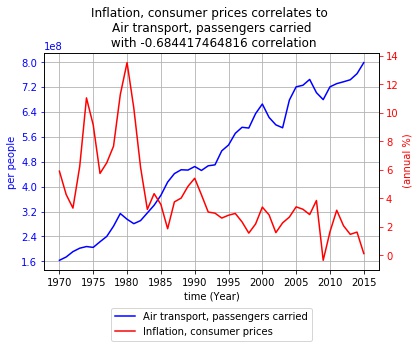 Inflation, consumer prices correlates to
Air transport, passengers carried
with -0.684417464816 correlation
1e8
8.0
7.2
6.4
5.6
4.8
4.0
3.2
2.4
1.6
per people
14
12
10
8
6
4
2
0
(annual %)
1970 1975 1980 1985 1990 1995 2000 2005 2010 2015
time (Year)
Air transport, passengers carried
Inflation, consumer prices